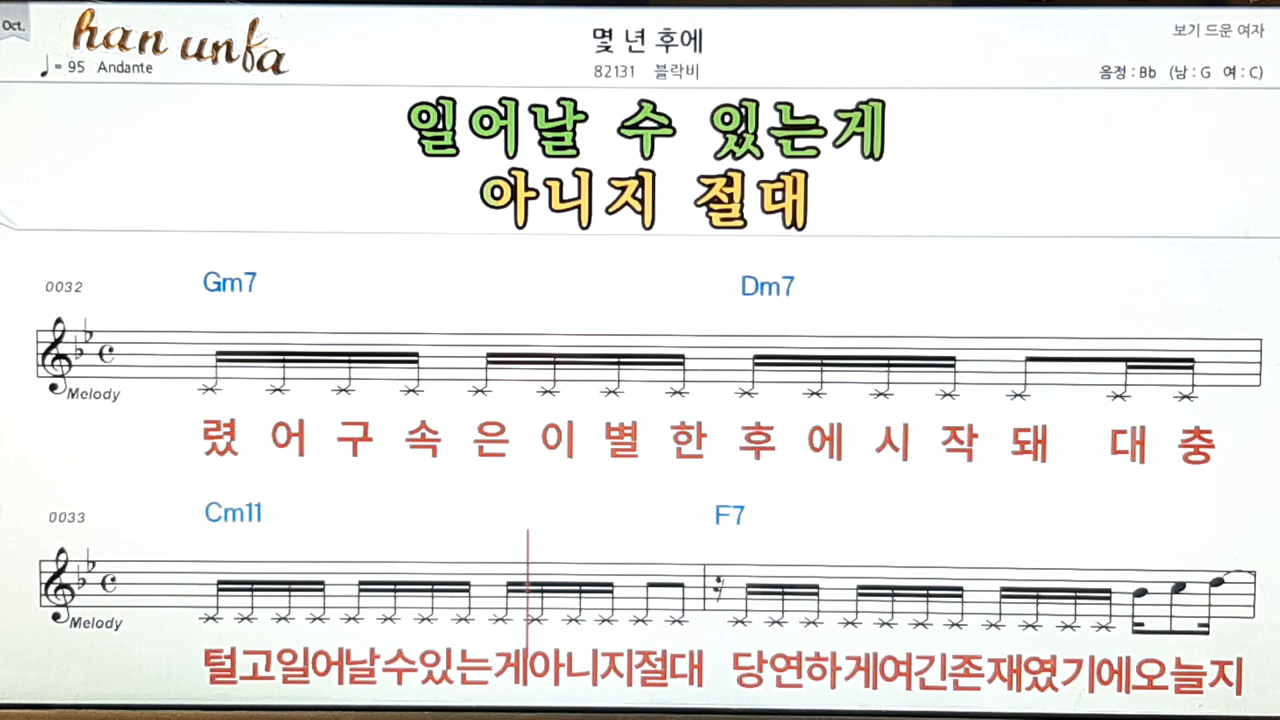 Oct.
han unfa
몇 년 후에
보기 드문 여자
♩= 95 Andante
82131 블락비
음정 : Bb (남 : G 여 : C)
일어날 수 있는게
아니지 절대
0032
Gm7 Dm7
Melody
렸 어 구 속 은 이 별 한 후 에 시 작 돼 대 충
0033
Cm11 F7
Melody
털고일어날수있는게아니지절대 당연하게여긴존재였기에오늘지